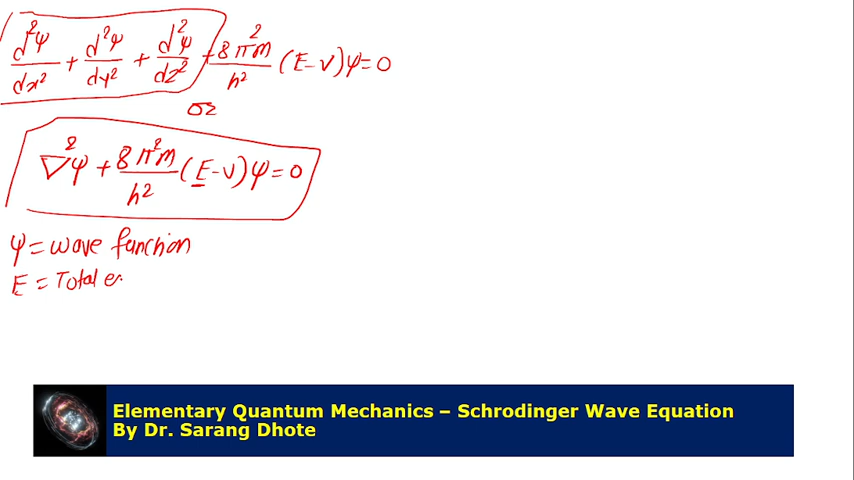 d²ψ/dx² + d²ψ/dy² + d²ψ/dz² + 8π²m/h² (E-V)ψ=0
or
∇²ψ + 8π²m/h² (E-V)ψ=0
ψ = wave function
E = Total e
Elementary Quantum Mechanics – Schrodinger Wave Equation
By Dr. Sarang Dhote